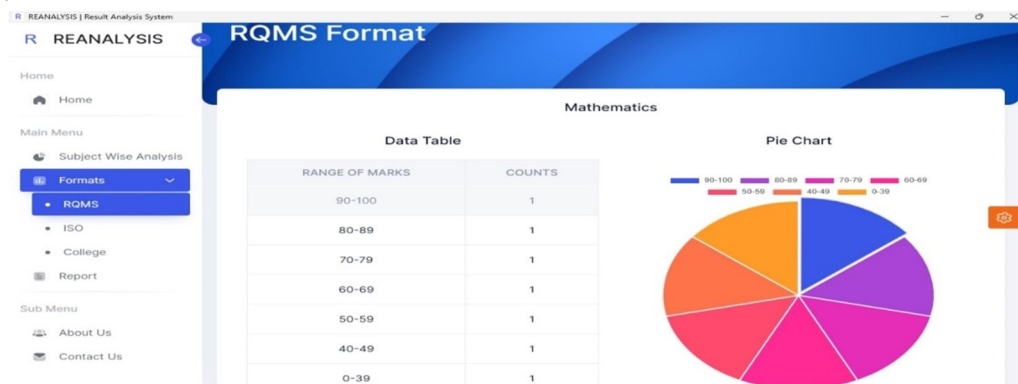 R REANALYSIS | Result Analysis System
R REANALYSIS
Home
Home
Main Menu
Subject Wise Analysis
Formats
RQMS
ISO
College
Report
Sub Menu
About Us
Contact Us
RQMS Format
Mathematics
Data Table
RANGE OF MARKS COUNTS
90-100 1
80-89 1
70-79 1
60-69 1
50-59 1
40-49 1
0-39 1
Pie Chart
90-100 80-89 70-79 60-69
50-59 40-49 0-39